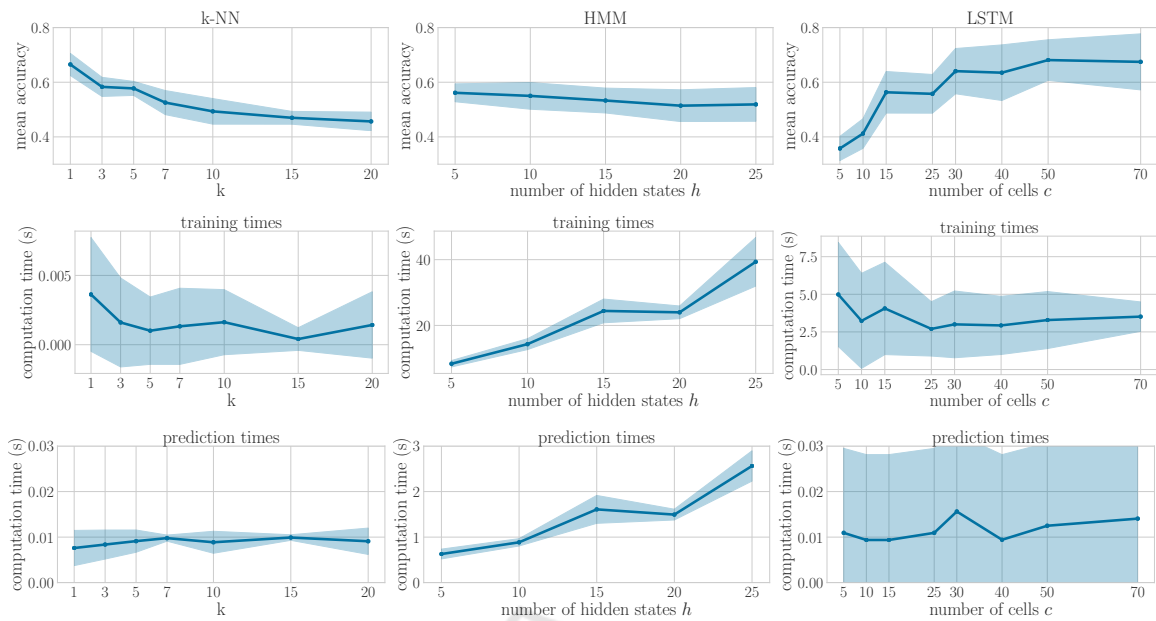 k-NN
mean accuracy
0.8
0.6
0.4
1 3 5 7 10 15 20
k
HMM
mean accuracy
0.8
0.6
0.4
5 10 15 20 25
number of hidden states h
LSTM
mean accuracy
0.8
0.6
0.4
5 10 15 25 30 40 50 70
number of cells c
training times
computation time (s)
0.005
0.000
1 3 5 7 10 15 20
k
training times
computation time (s)
40
20
5 10 15 20 25
number of hidden states h
training times
computation time (s)
7.5
5.0
2.5
0.0
5 10 15 25 30 40 50 70
number of cells c
prediction times
computation time (s)
0.03
0.02
0.01
0.00
1 3 5 7 10 15 20
k
prediction times
computation time (s)
3
2
1
0
5 10 15 20 25
number of hidden states h
prediction times
computation time (s)
0.03
0.02
0.01
0.00
5 10 15 25 30 40 50 70
number of cells c